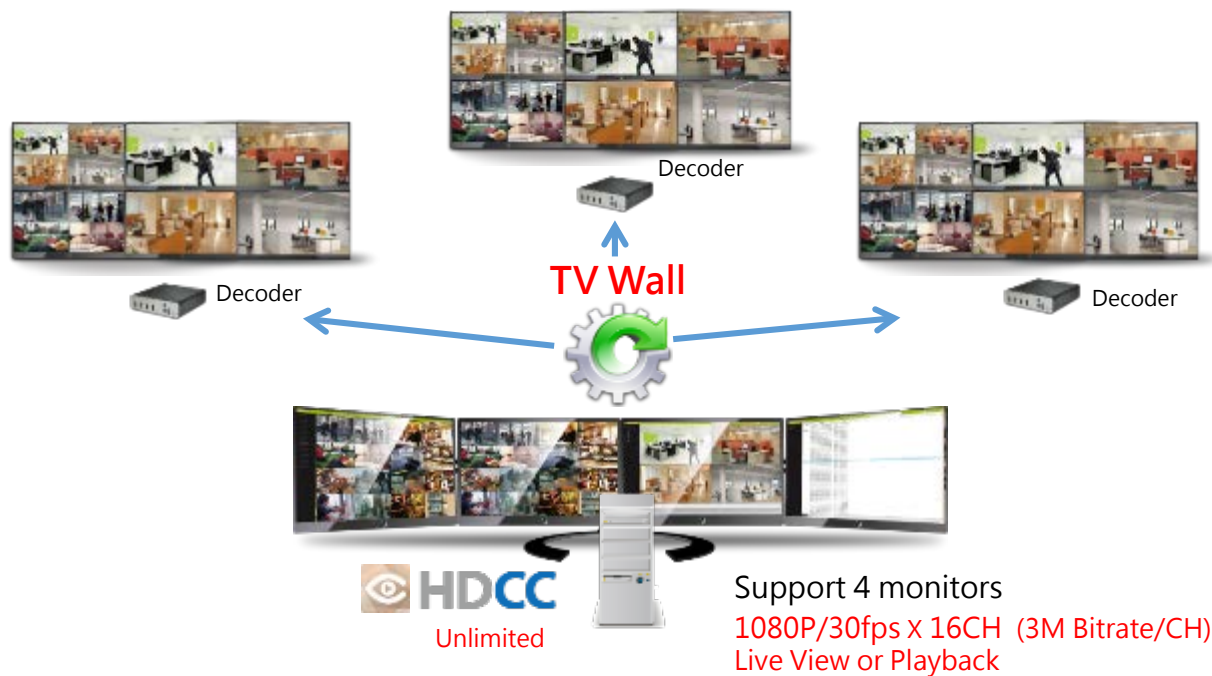 Decoder
Decoder
Decoder
TV Wall
HDCC
Unlimited
Support 4 monitors
1080P/30fps X 16CH (3M Bitrate/CH)
Live View or Playback